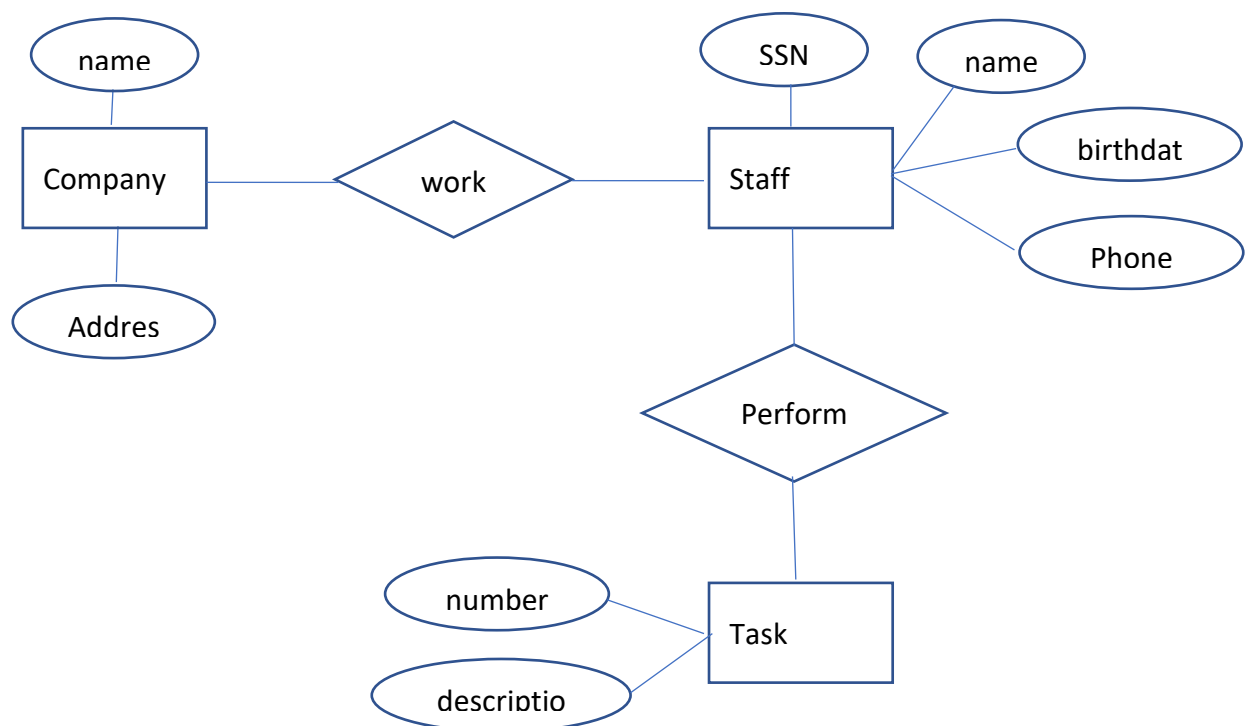 name
SSN
name
Company
work
Staff
birthdat
Phone
Addres
Perform
number
Task
descriptio